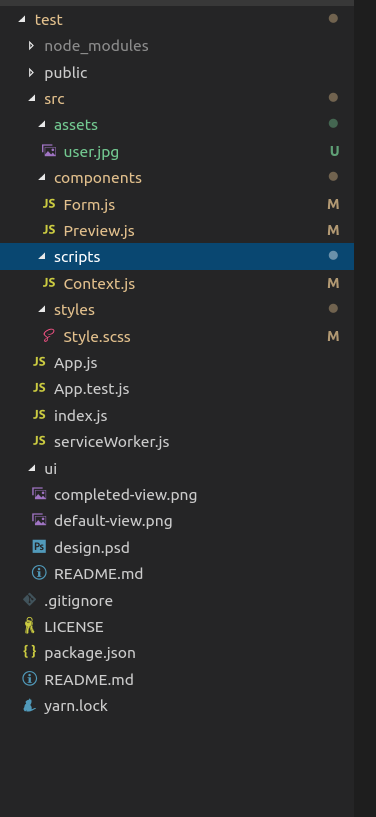 test
node_modules
public
src
assets
user.jpg U
components
JS Form.js M
JS Preview.js M
scripts
JS Context.js M
styles
Style.scss M
JS App.js
JS App.test.js
JS index.js
JS serviceWorker.js
ui
completed-view.png
default-view.png
Ps design.psd
README.md
.gitignore
LICENSE
{ } package.json
README.md
yarn.lock